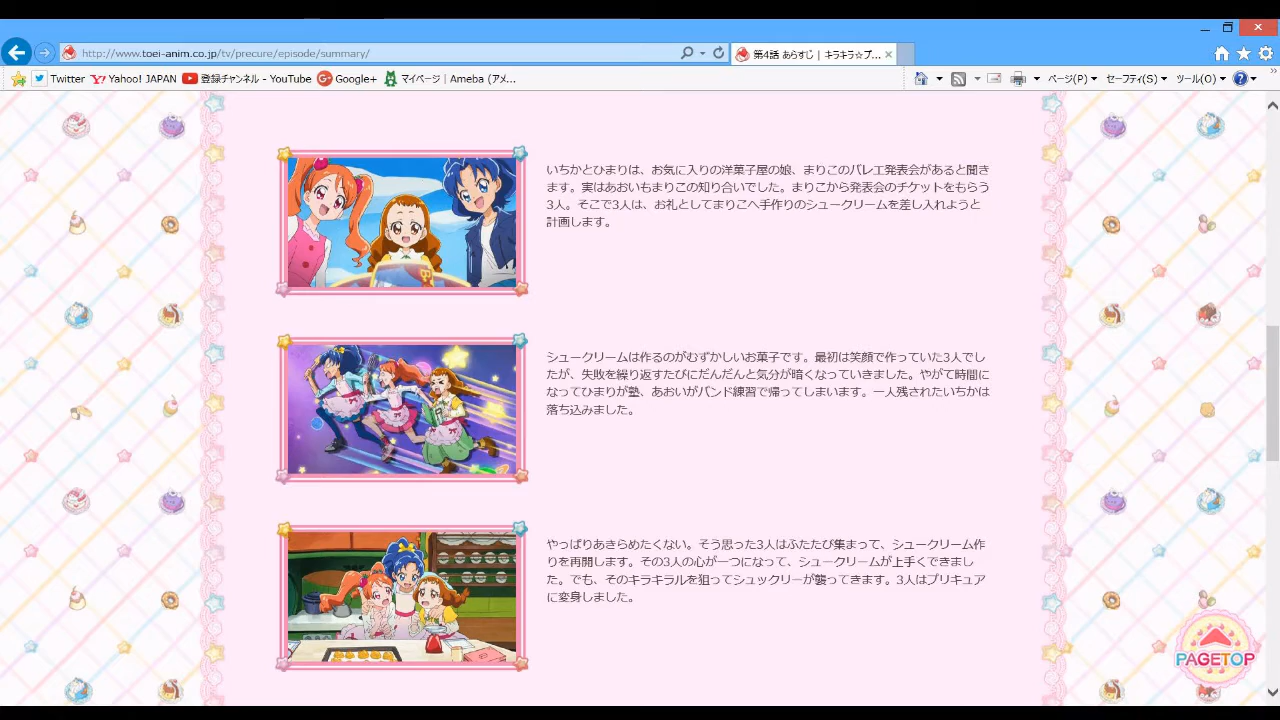 http://www.toei-anim.co.jp/tv/precure/episode/summary/
第4話 あらすじ | キラキラ☆プ...
Twitter
Yahoo! JAPAN
登録チャンネル - YouTube
Google+
マイページ｜Ameba (アメ...
ページ(P)
セーフティ(S)
ツール(O)
いちかとひまりは、お気に入りの洋菓子屋の娘、まりこのバレエ発表会があると聞き
ます。実はあおいもまりこの知り合いでした。まりこから発表会のチケットをもらう
3人。そこで3人は、お礼としてまりこへ手作りのシュークリームを差し入れようと
計画します。
シュークリームは作るのがむずかしいお菓子です。最初は笑顔で作っていた3人でし
たが、失敗を繰り返すたびにだんだんと気分が暗くなっていきました。やがて時間に
なってひまりが塾、あおいがバンド練習で帰ってしまいます。一人残されたいちかは
落ち込みました。
やっぱりあきらめたくない。そう思った3人はふたたび集まって、シュークリーム作
りを再開します。その3人の心が一つになって、シュークリームが上手くできまし
た。でも、そのキラキラルを狙ってシュックリーが襲ってきます。3人はプリキュア
に変身しました。
PAGETOP